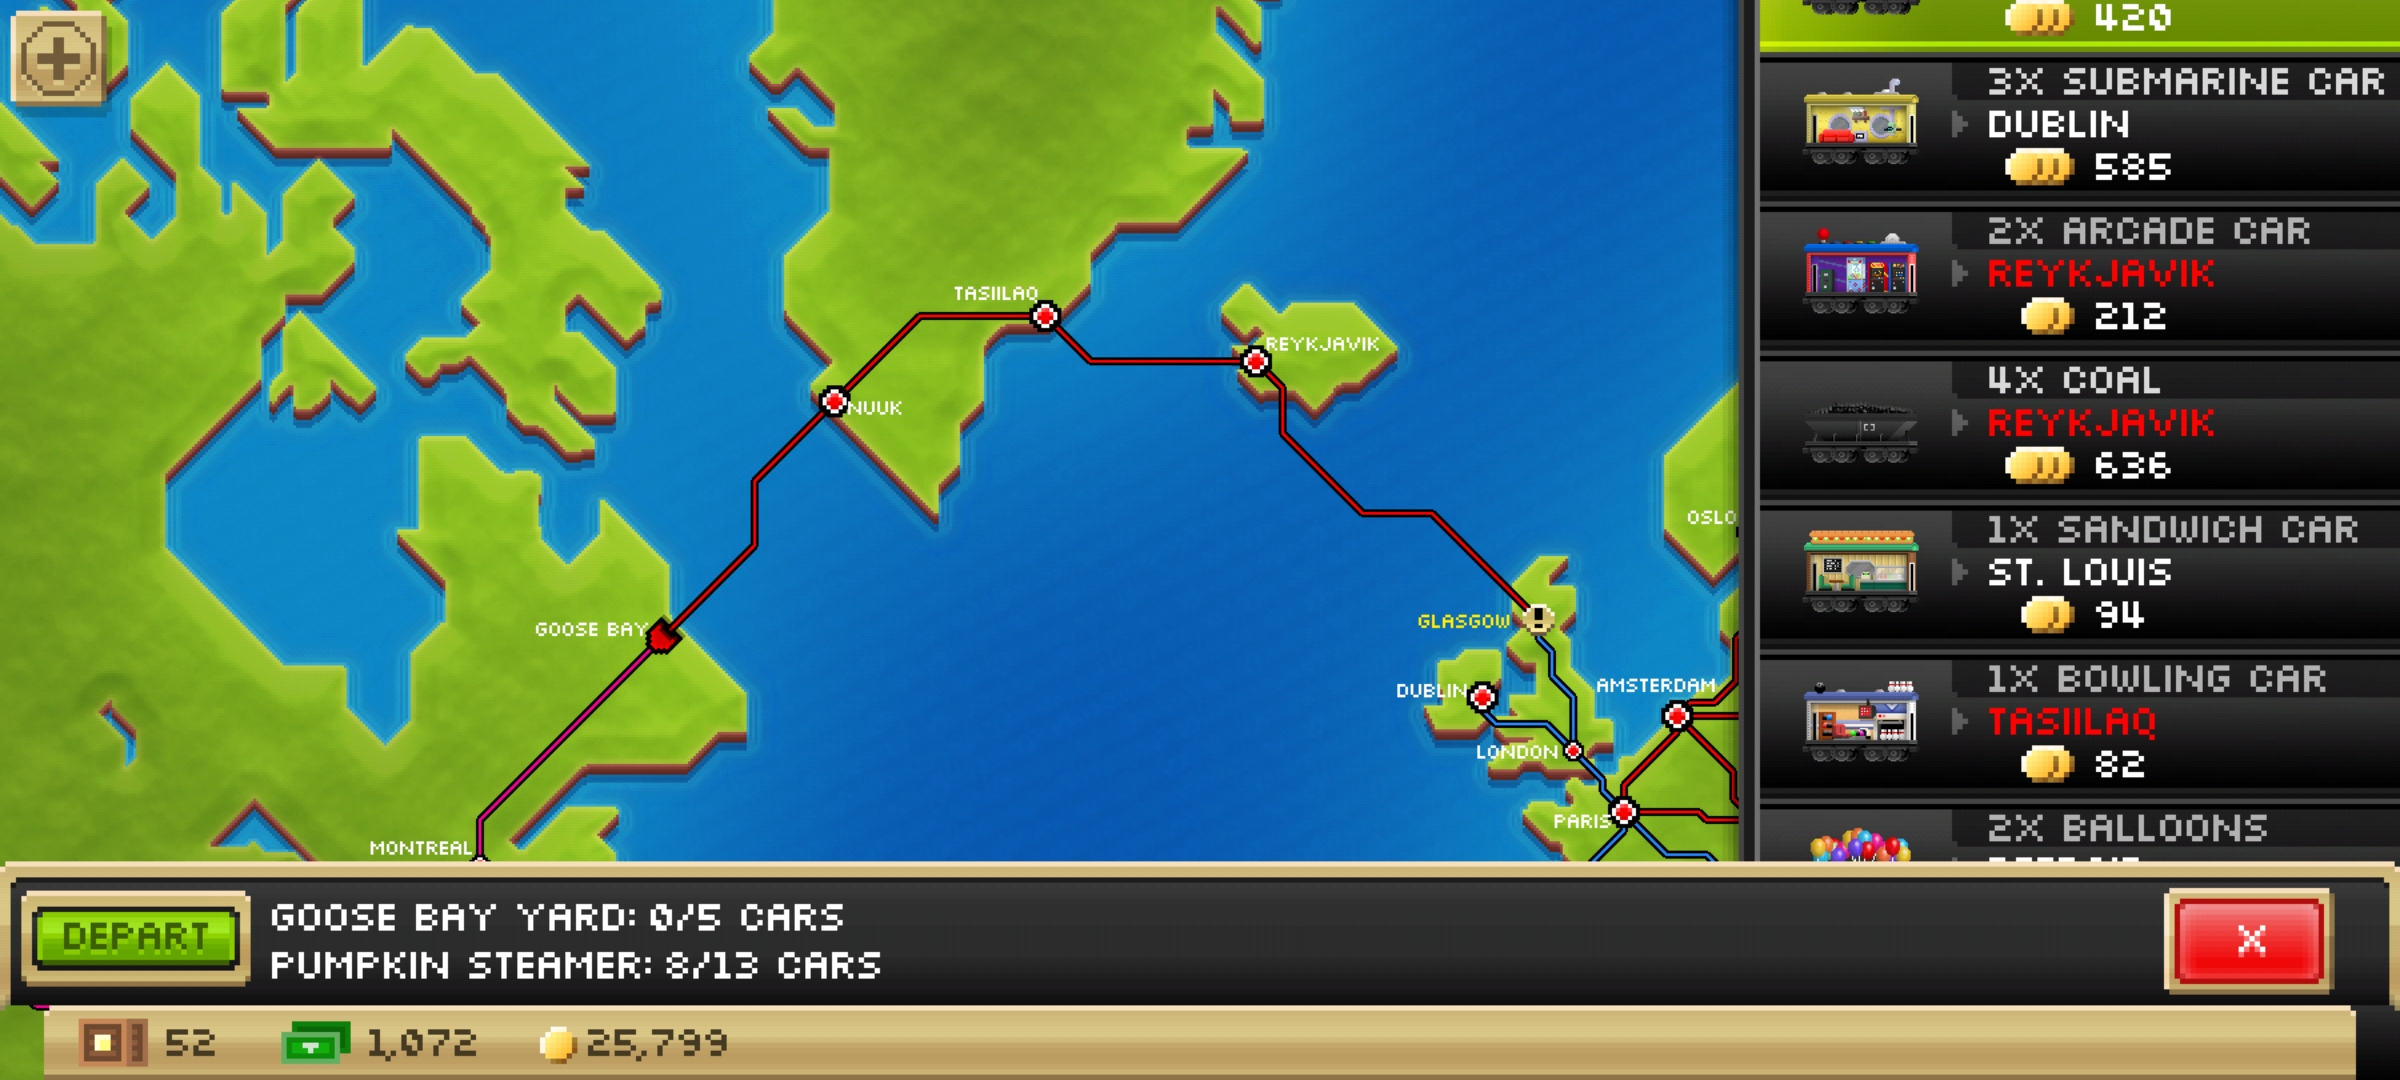 420
3X SUBMARINE CAR
DUBLIN
585
2X ARCADE CAR
REYKJAVIK
212
4X COAL
REYKJAVIK
636
1X SANDWICH CAR
ST. LOUIS
94
1X BOWLING CAR
TASIILAQ
82
2X BALLOONS
TASIILAQ
REYKJAVIK
NUUK
OSLO
GOOSE BAY
GLASGOW
!
DUBLIN
AMSTERDAM
LONDON
PARIS
MONTREAL
DEPART
GOOSE BAY YARD: 0/5 CARS
PUMPKIN STEAMER: 8/13 CARS
X
52
1,072
25,799